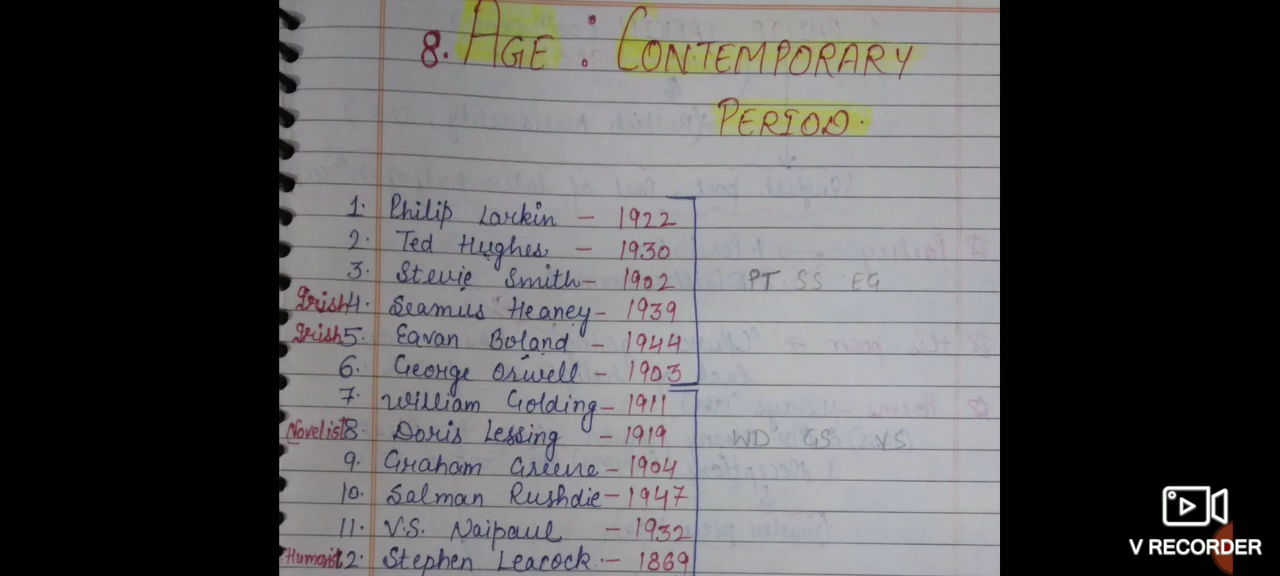 8. AGE : CONTEMPORARY
PERIOD.
1. Philip Larkin - 1922
2. Ted Hughes - 1930
3. Stevie Smith - 1902 PT SS EG
Irish 4. Seamus Heaney - 1939
Irish 5. Eavan Boland - 1944
6. George Orwell - 1903
7. William Golding - 1911
Novelist 8. Doris Lessing - 1919 WD GS VS
9. Graham Greene - 1904
10. Salman Rushdie - 1947
11. V.S. Naipaul - 1932
Humorist 12. Stephen Leacock - 1869
V RECORDER